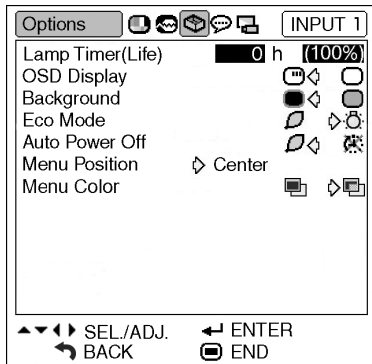 Options INPUT 1
Lamp Timer(Life) 0 h (100%)
OSD Display
Background
Eco Mode
Auto Power Off
Menu Position Center
Menu Color
SEL./ADJ. ENTER
BACK END